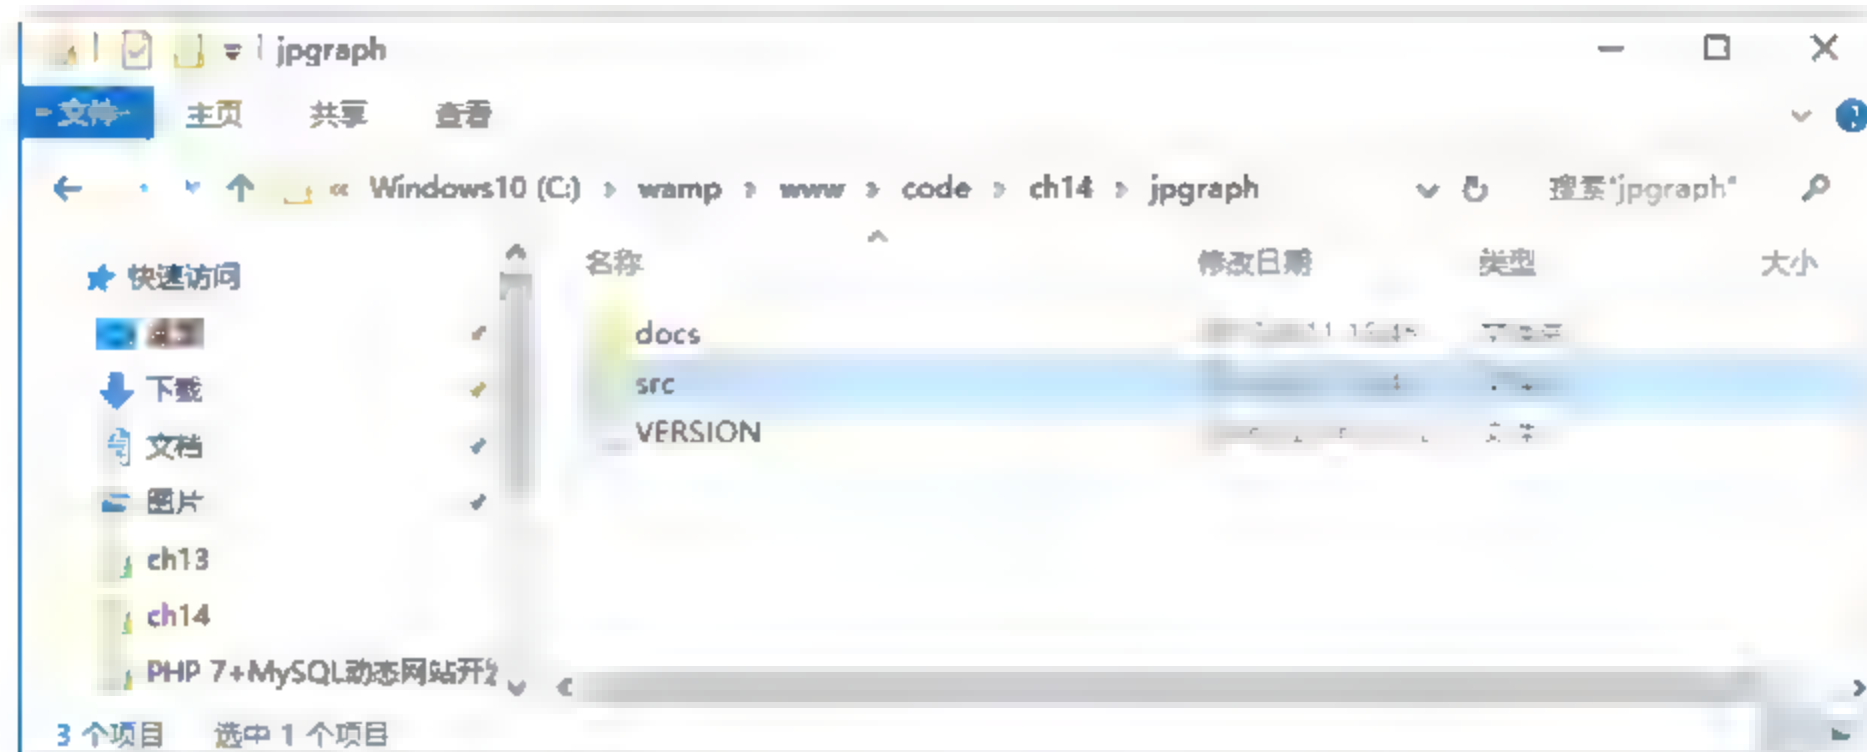 jpgraph
文件 主页 共享 查看
« Windows10 (C:) › wamp › www › code › ch14 › jpgraph 搜索"jpgraph"
名称 修改日期 类型 大小
快速访问
docs
下载 src
文档 VERSION
图片
ch13
ch14
PHP 7+MySQL动态网站开
3 个项目 选中 1 个项目